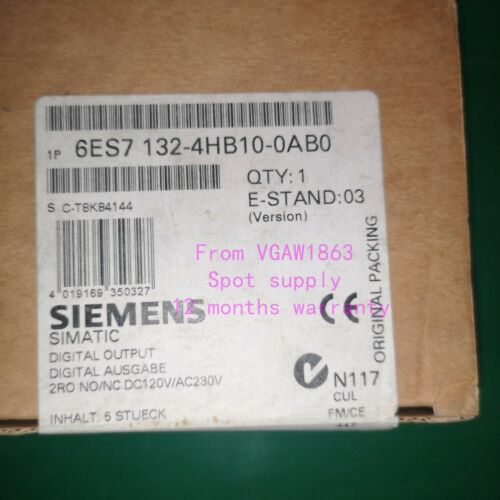 1P 6ES7 132-4HB10-0AB0
QTY: 1
S C-T8K84144
E-STAND:03
(Version)
From VGAW1863
Spot supply
12 months warranty
4 019169 350327
SIEMENS
SIMATIC
DIGITAL OUTPUT
DIGITAL AUSGABE
2RO NO/NC DC120V/AC230V
INHALT: 5 STUECK
CE
ORIGINAL PACKING
N117
CUL
FM/CE